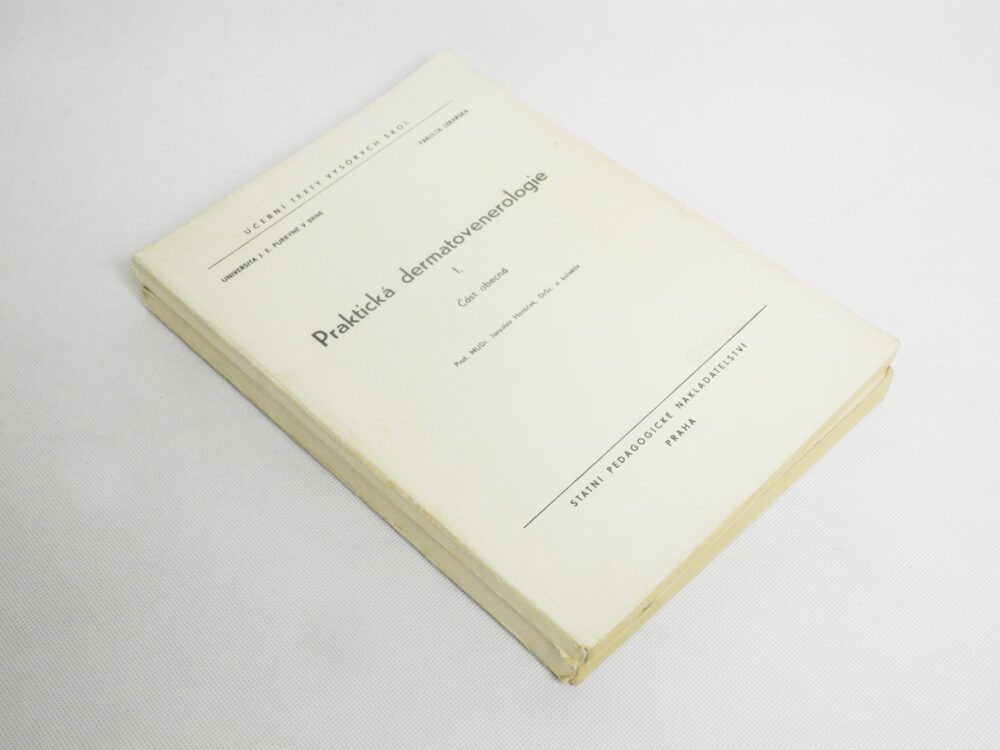 UČEBNÍ TEXTY VYSOKÝCH ŠKOL
UNIVERSITA J. E. PURKYNĚ V BRNĚ
FAKULTA LÉKAŘSKÁ
Praktická dermatovenerologie
I.
Část obecná
Prof. MUDr. Jaroslav Horáček, DrSc. a kolektiv
STÁTNÍ PEDAGOGICKÉ NAKLADATELSTVÍ
PRAHA